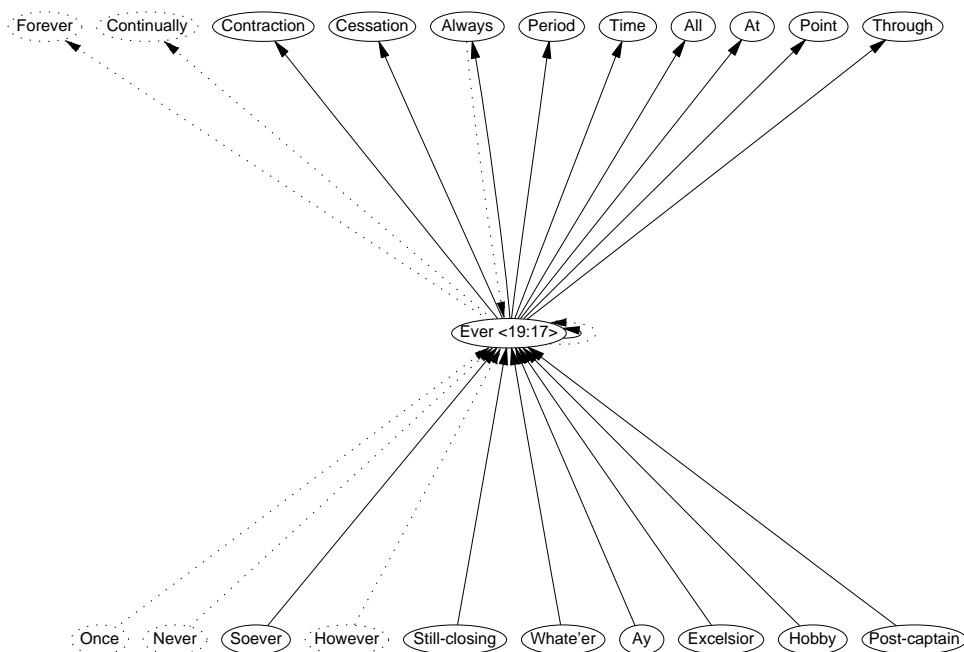 Forever Continually Contraction Cessation Always Period Time All At Point Through
Ever <19:17>
Once Never Soever However Still-closing Whate'er Ay Excelsior Hobby Post-captain